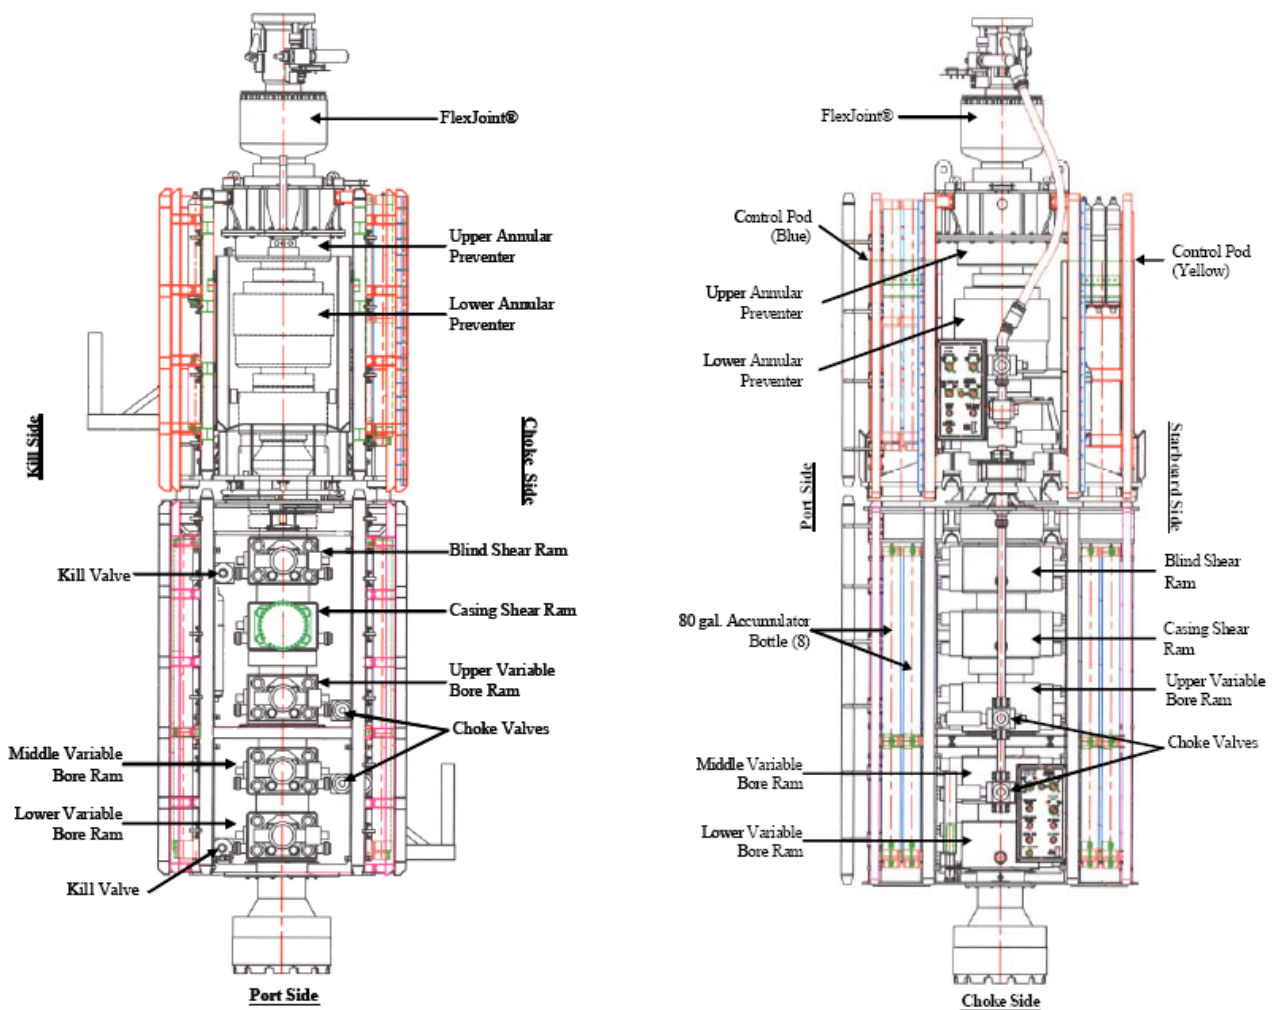 FlexJoint®
Upper Annular
Preventer
Lower Annular
Preventer
Kill Side
Choke Side
Blind Shear Ram
Kill Valve
Casing Shear Ram
Upper Variable
Bore Ram
Choke Valves
Middle Variable
Bore Ram
Lower Variable
Bore Ram
Kill Valve
Port Side
FlexJoint®
Control Pod
(Blue)
Control Pod
(Yellow)
Upper Annular
Preventer
Lower Annular
Preventer
Port Side
Starboard Side
Blind Shear
Ram
80 gal. Accumulator
Bottle (8)
Casing Shear
Ram
Upper Variable
Bore Ram
Choke Valves
Middle Variable
Bore Ram
Lower Variable
Bore Ram
Choke Side